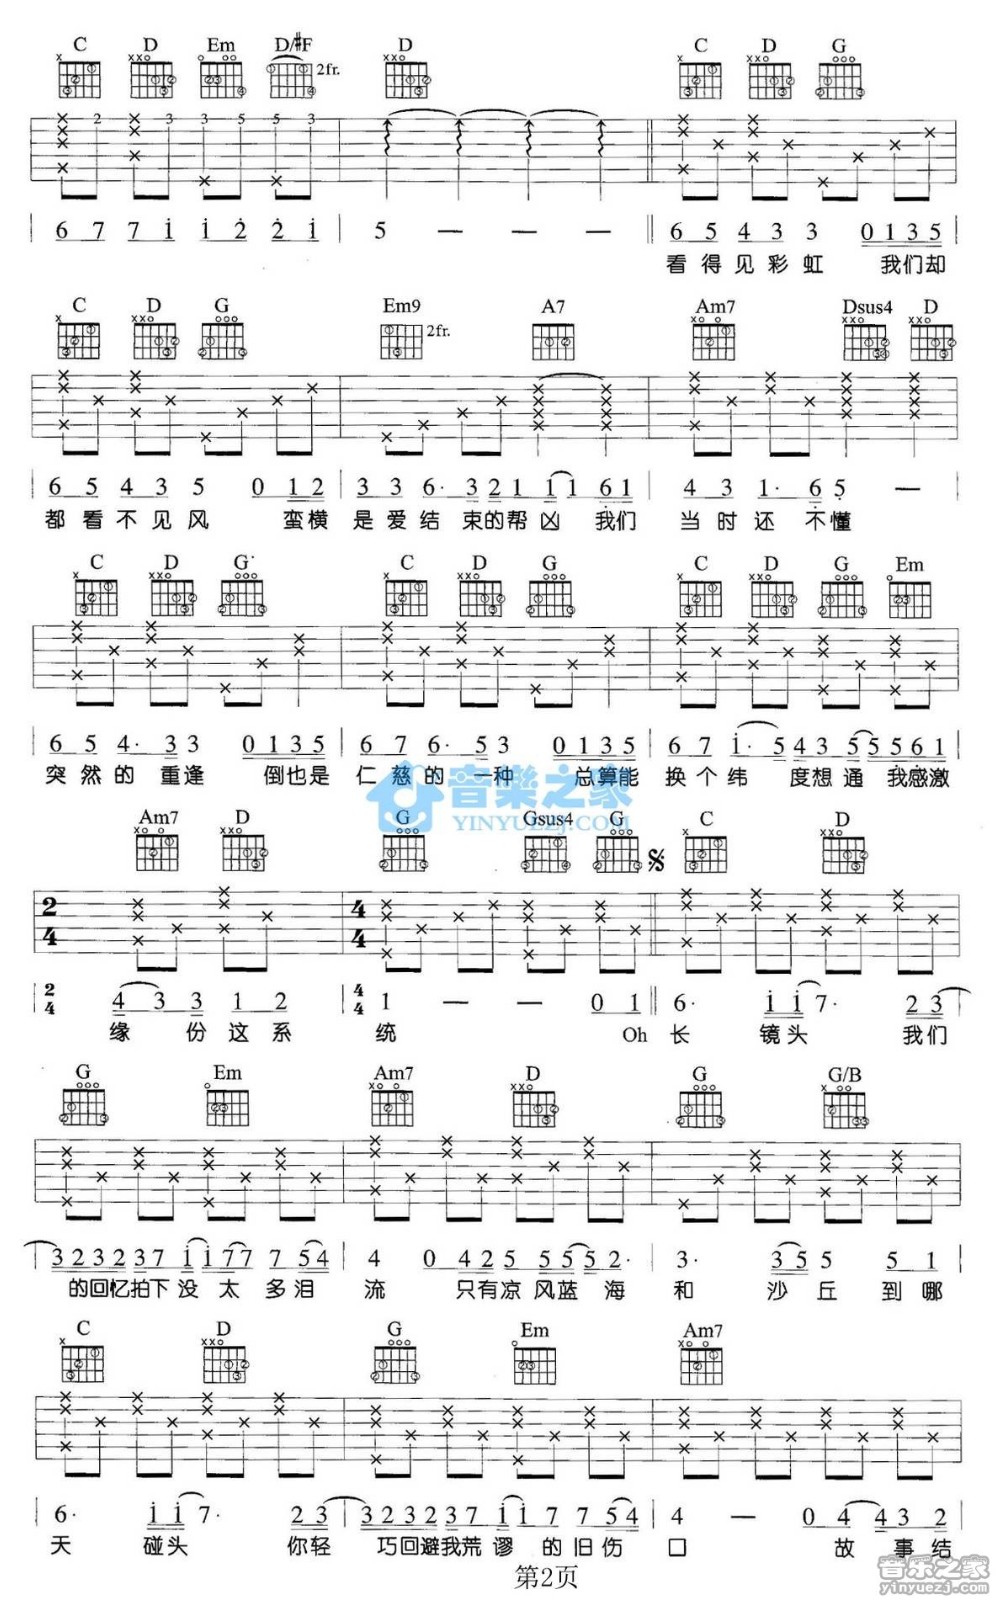 C D Em D/#F D C D G
2fr.
2 3 3 5 5 3
6 7 7 i i 2 2 i 5 — — — 6 5 4 3 3 0 1 3 5
看得见彩虹 我们却
C D G Em9 A7 Am7 Dsus4 D
2fr.
6 5 4 3 5 0 1 2 3 3 6· 3 2 1 i i 6 1 4 3 1· 6 5 —
都看不见风 蛮横是爱结束的帮凶我们 当时还不懂
C D G C D G C D G Em
6 5 4· 3 3 0 1 3 5 6 7 6· 5 3 0 1 3 5 6 7 i· 5 4 3 5 5 5 5 6 1
突然的重逢 倒也是仁慈的一种 总算能换个纬度想通我感激
音樂之家
YINYUEZJ.COM
Am7 D G Gsus4 G C D
2 4 4 4
2/4 4 3 3 1 2 4/4 1 — — 0 1 6· i i 7· 2 3
缘份这系统 Oh 长镜头 我们
G Em Am7 D G G/B
3 2 3 2 3 7 i i 7 7 7 5 4 4 0 4 2 5 5 5 5 5 2· 3· 3 5 5 5 1
的回忆拍下没太多泪流 只有凉风蓝海和沙丘到哪
C D G Em Am7
6· i i 7· 2 3 3 2 3 2 3 7 i i 7 7 5 4 4 — 0 4 4 3 2
天碰头 你轻巧回避我荒谬的旧伤口 故事结
第2页
音乐之家
yinyuezj.com